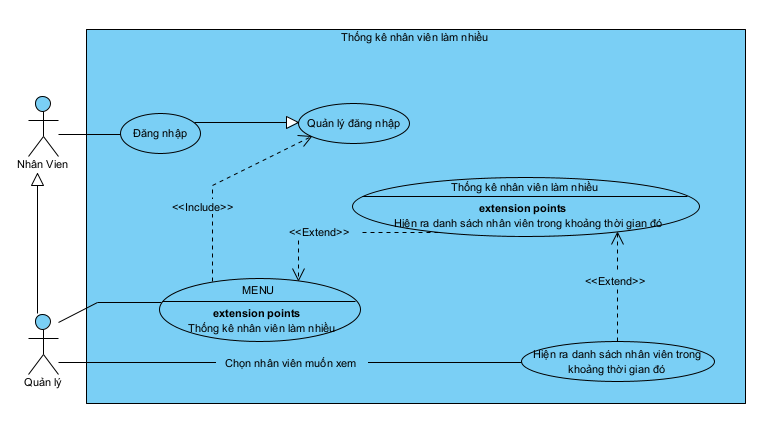 Thống kê nhân viên làm nhiều
Đăng nhập
Quản lý đăng nhập
Nhân Vien
Thống kê nhân viên làm nhiều
extension points
Hiện ra danh sách nhân viên trong khoảng thời gian đó
<<Include>>
<<Extend>>
<<Extend>>
MENU
extension points
Thống kê nhân viên làm nhiều
Hiện ra danh sách nhân viên trong
khoảng thời gian đó
Chọn nhân viên muốn xem
Quản lý